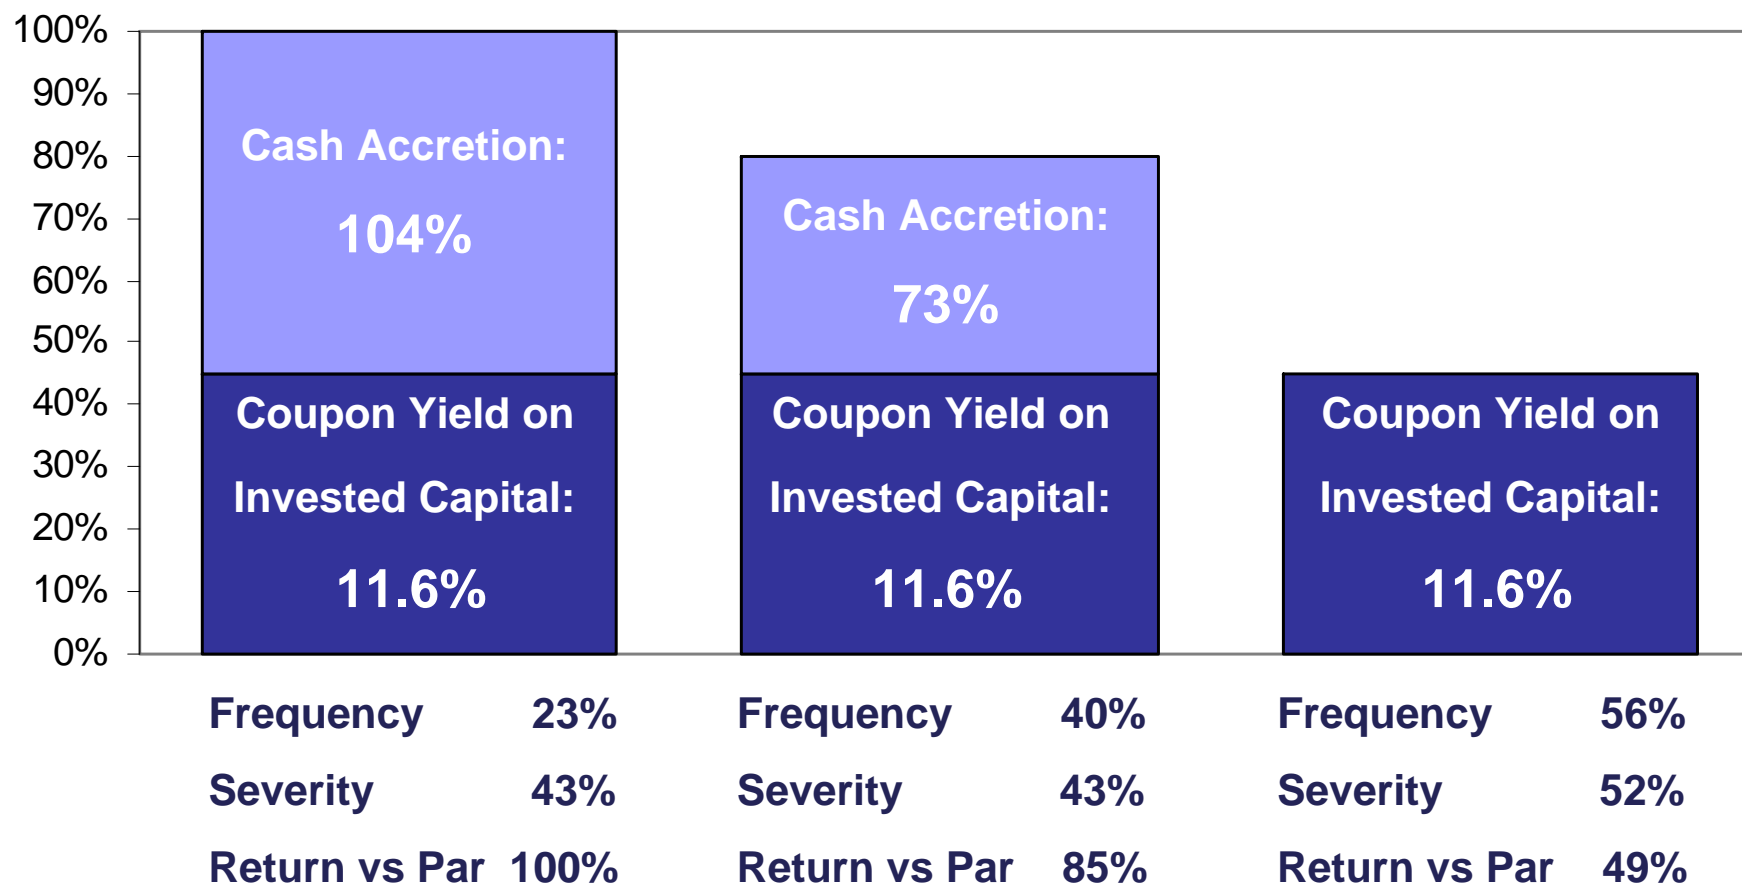 100%
90%
80%
70%
60%
50%
40%
30%
20%
10%
0%
Cash Accretion:
104%
Coupon Yield on
Invested Capital:
11.6%
Cash Accretion:
73%
Coupon Yield on
Invested Capital:
11.6%
Coupon Yield on
Invested Capital:
11.6%
Frequency 23%
Severity 43%
Return vs Par 100%
Frequency 40%
Severity 43%
Return vs Par 85%
Frequency 56%
Severity 52%
Return vs Par 49%